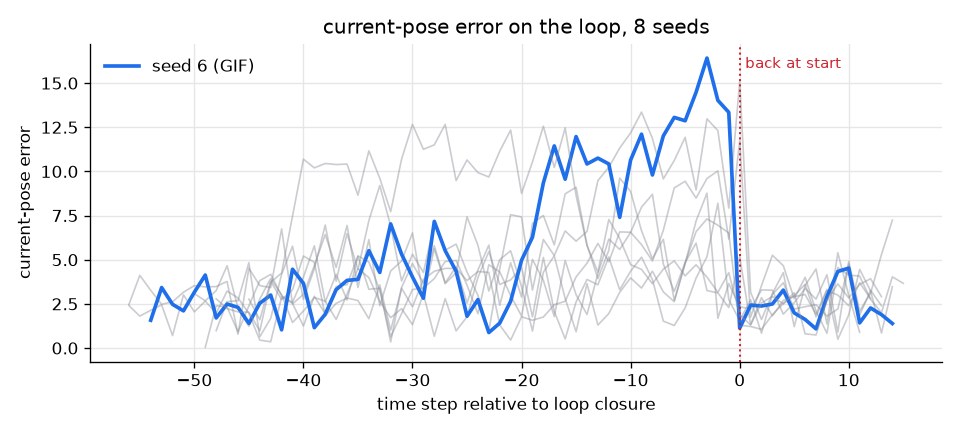 current-pose error on the loop, 8 seeds
seed 6 (GIF)
back at start
current-pose error
15.0
12.5
10.0
7.5
5.0
2.5
0.0
−50 −40 −30 −20 −10 0 10
time step relative to loop closure